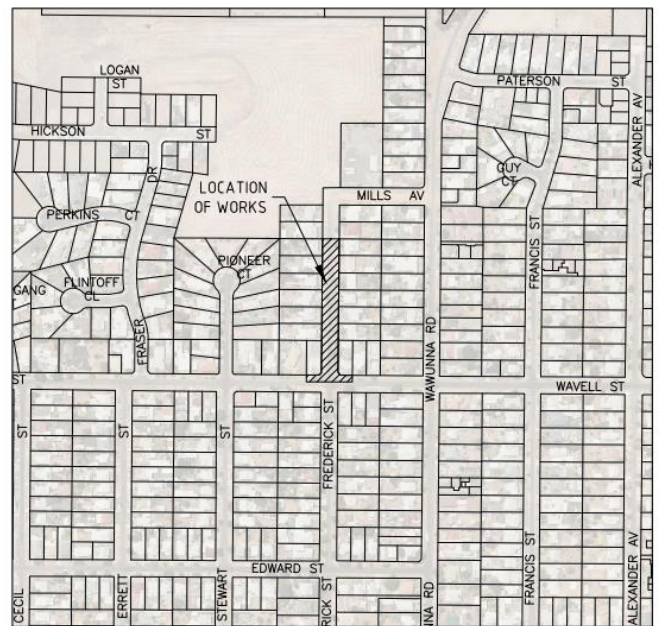 LOGAN
ST
HICKSON
ST
PATERSON
ST
ALEXANDER AV
DR
LOCATION
OF WORKS
MILLS AV
GUY
CT
PERKINS CT
FRANCIS ST
PIONEER
CT
GANG
FLINTOFF
CL
FRASER
WAWUNNA RD
ST
WAVELL ST
ST
ST
ST
FREDERICK ST
EDWARD ST
CECIL
ERRETT
STEWART
RICK ST
NNA RD
FRANCIS ST
ALEXANDER AV